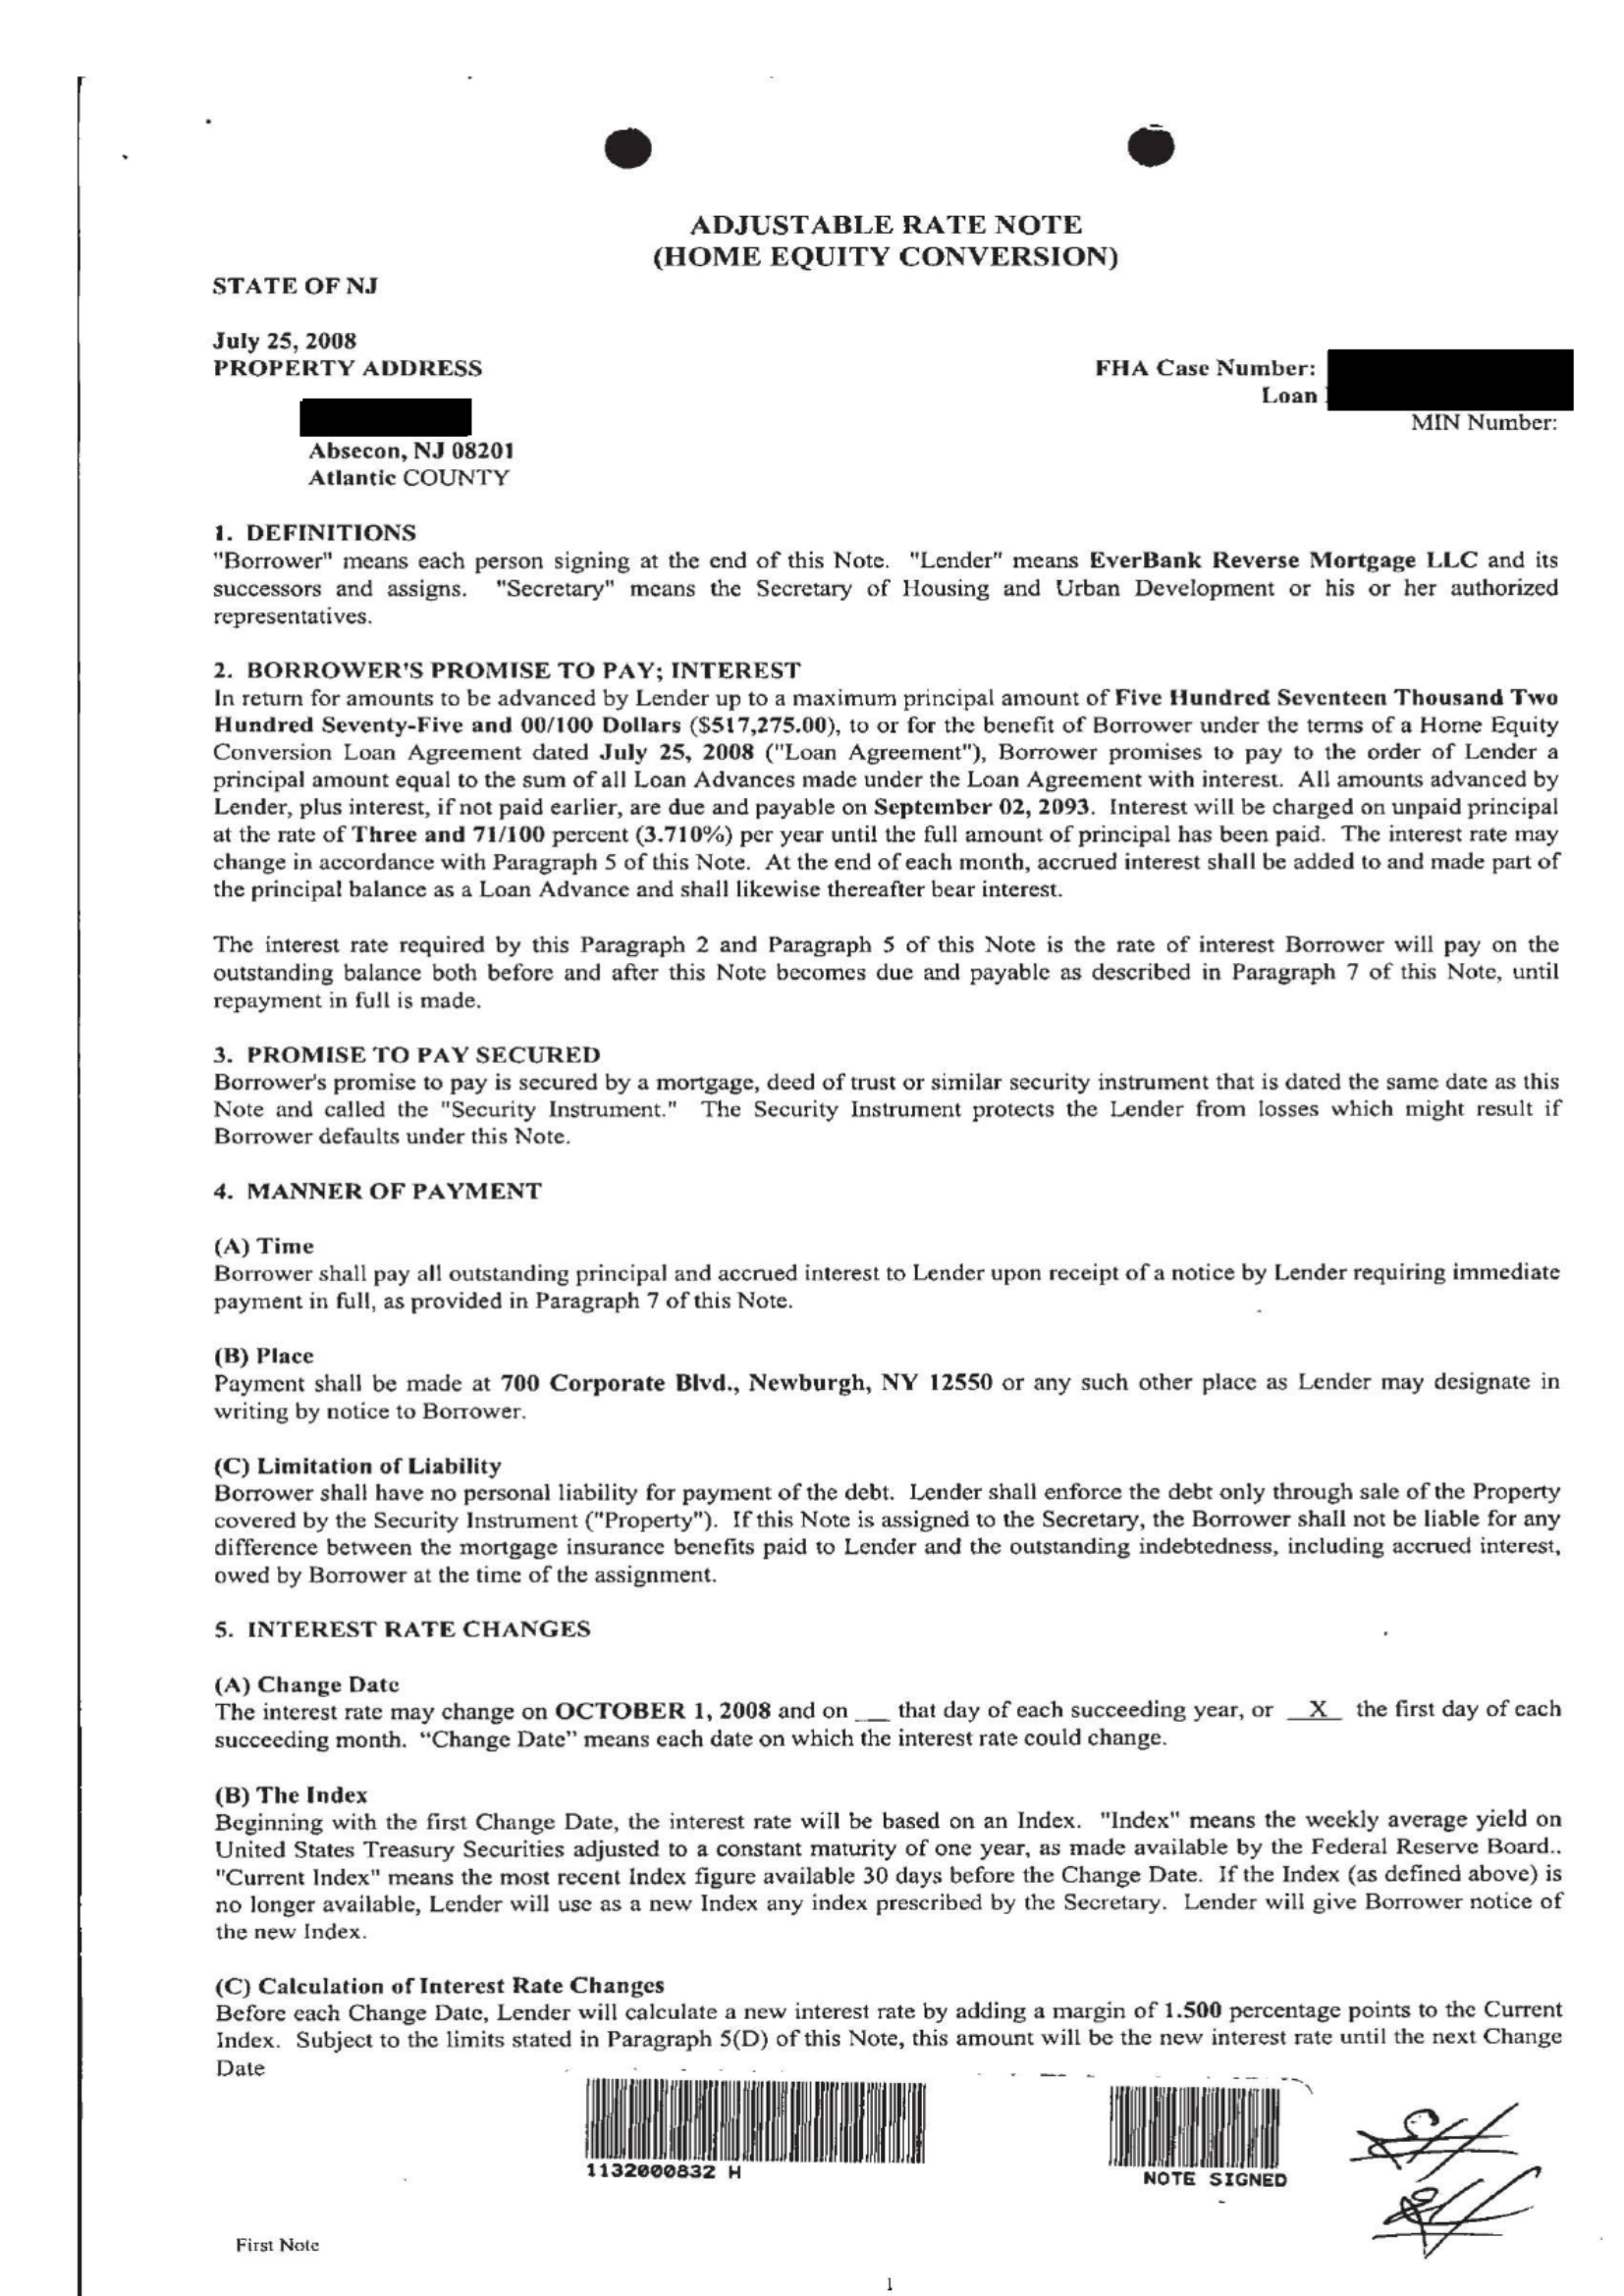 ADJUSTABLE RATE NOTE
(HOME EQUITY CONVERSION)
STATE OF NJ
July 25, 2008
PROPERTY ADDRESS
FHA Case Number:
Loan
MIN Number:
Absecon, NJ 08201
Atlantic COUNTY
1. DEFINITIONS
"Borrower" means each person signing at the end of this Note. "Lender" means EverBank Reverse Mortgage LLC and its
successors and assigns. "Secretary" means the Secretary of Housing and Urban Development or his or her authorized
representatives.
2. BORROWER'S PROMISE TO PAY; INTEREST
In return for amounts to be advanced by Lender up to a maximum principal amount of Five Hundred Seventeen Thousand Two
Hundred Seventy-Five and 00/100 Dollars ($517,275.00), to or for the benefit of Borrower under the terms of a Home Equity
Conversion Loan Agreement dated July 25, 2008 ("Loan Agreement"), Borrower promises to pay to the order of Lender a
principal amount equal to the sum of all Loan Advances made under the Loan Agreement with interest. All amounts advanced by
Lender, plus interest, if not paid earlier, are due and payable on September 02, 2093. Interest will be charged on unpaid principal
at the rate of Three and 71/100 percent (3.710%) per year until the full amount of principal has been paid. The interest rate may
change in accordance with Paragraph 5 of this Note. At the end of each month, accrued interest shall be added to and made part of
the principal balance as a Loan Advance and shall likewise thereafter bear interest.
The interest rate required by this Paragraph 2 and Paragraph 5 of this Note is the rate of interest Borrower will pay on the
outstanding balance both before and after this Note becomes due and payable as described in Paragraph 7 of this Note, until
repayment in full is made.
3. PROMISE TO PAY SECURED
Borrower's promise to pay is secured by a mortgage, deed of trust or similar security instrument that is dated the same date as this
Note and called the "Security Instrument." The Security Instrument protects the Lender from losses which might result if
Borrower defaults under this Note.
4. MANNER OF PAYMENT
(A) Time
Borrower shall pay all outstanding principal and accrued interest to Lender upon receipt of a notice by Lender requiring immediate
payment in full, as provided in Paragraph 7 of this Note.
(B) Place
Payment shall be made at 700 Corporate Blvd., Newburgh, NY 12550 or any such other place as Lender may designate in
writing by notice to Borrower.
(C) Limitation of Liability
Borrower shall have no personal liability for payment of the debt. Lender shall enforce the debt only through sale of the Property
covered by the Security Instrument ("Property"). If this Note is assigned to the Secretary, the Borrower shall not be liable for any
difference between the mortgage insurance benefits paid to Lender and the outstanding indebtedness, including accrued interest,
owed by Borrower at the time of the assignment.
5. INTEREST RATE CHANGES
(A) Change Date
The interest rate may change on OCTOBER 1, 2008 and on __ that day of each succeeding year, or __X__ the first day of each
succeeding month. “Change Date” means each date on which the interest rate could change.
(B) The Index
Beginning with the first Change Date, the interest rate will be based on an Index. "Index" means the weekly average yield on
United States Treasury Securities adjusted to a constant maturity of one year, as made available by the Federal Reserve Board..
"Current Index" means the most recent Index figure available 30 days before the Change Date. If the Index (as defined above) is
no longer available, Lender will use as a new Index any index prescribed by the Secretary. Lender will give Borrower notice of
the new Index.
(C) Calculation of Interest Rate Changes
Before each Change Date, Lender will calculate a new interest rate by adding a margin of 1.500 percentage points to the Current
Index. Subject to the limits stated in Paragraph 5(D) of this Note, this amount will be the new interest rate until the next Change
Date
1132000832 H
NOTE SIGNED
First Note
1